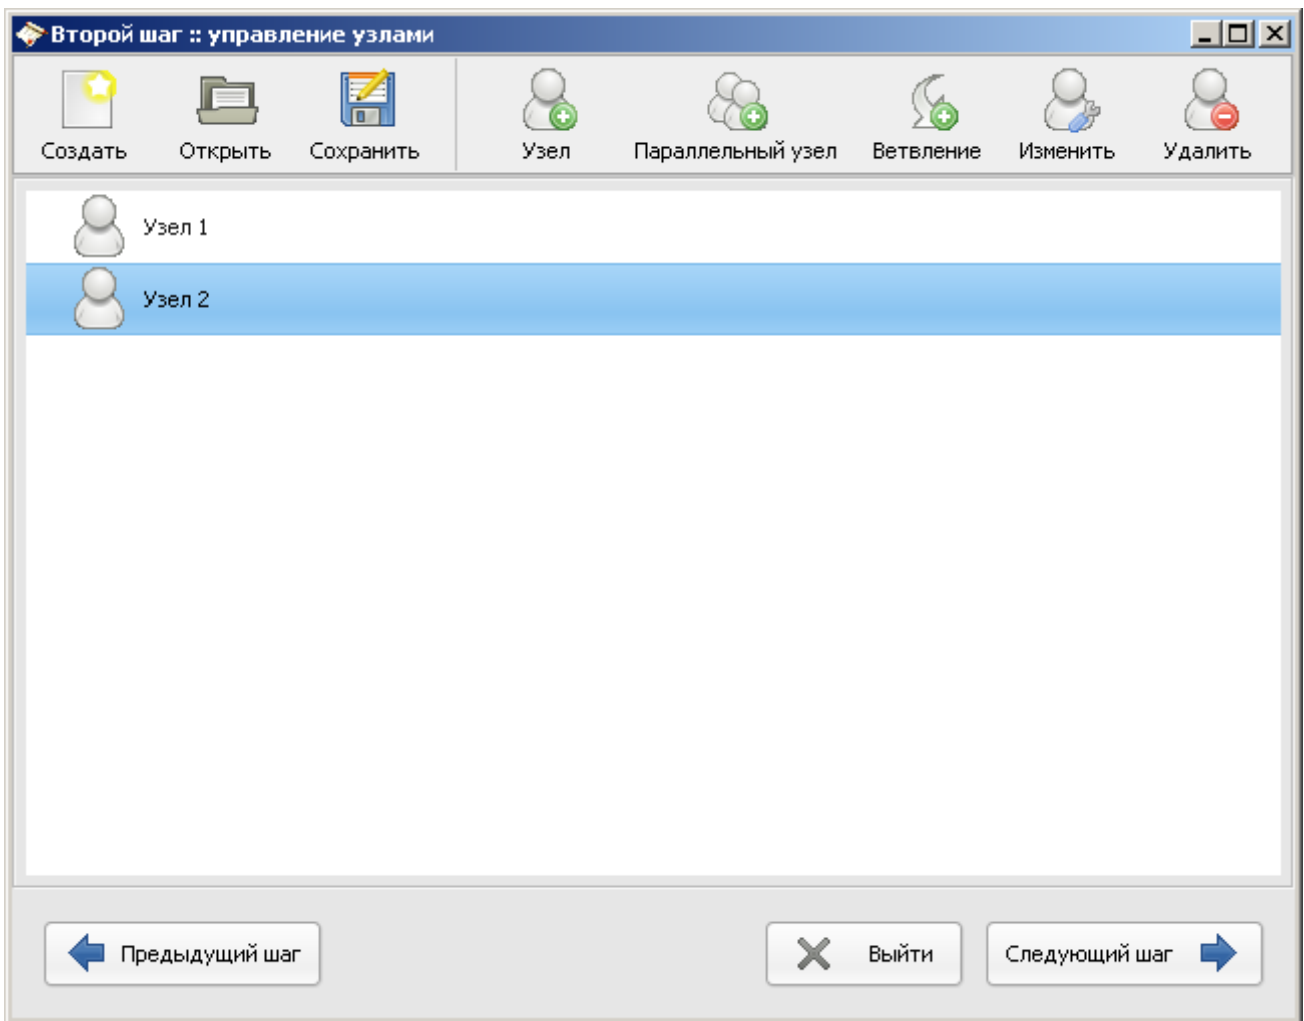 Второй шаг :: управление узлами
Создать Открыть Сохранить Узел Параллельный узел Ветвление Изменить Удалить
Узел 1
Узел 2
Предыдущий шаг Выйти Следующий шаг